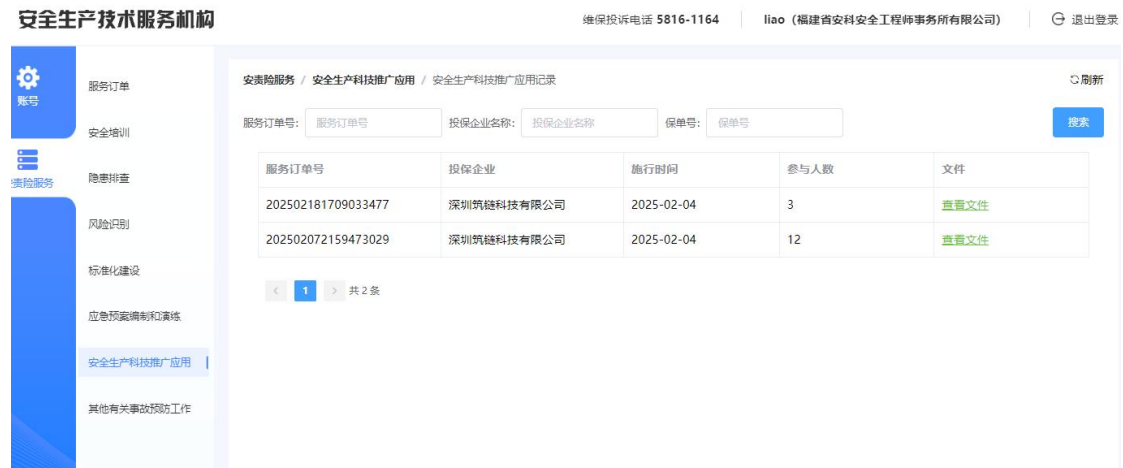 安全生产技术服务机构
维保投诉电话 5816-1164
liao（福建省安科安全工程师事务所有限公司）
退出登录
账号
责险服务
服务订单
安全培训
隐患排查
风险识别
标准化建设
应急预案编制和演练
安全生产科技推广应用
其他有关事故预防工作
安责险服务 / 安全生产科技推广应用 / 安全生产科技推广应用记录
刷新
服务订单号: 服务订单号 投保企业名称: 投保企业名称 保单号: 保单号 搜索
服务订单号 投保企业 施行时间 参与人数 文件
202502181709033477 深圳筑链科技有限公司 2025-02-04 3 查看文件
202502072159473029 深圳筑链科技有限公司 2025-02-04 12 查看文件
< 1 > 共 2 条